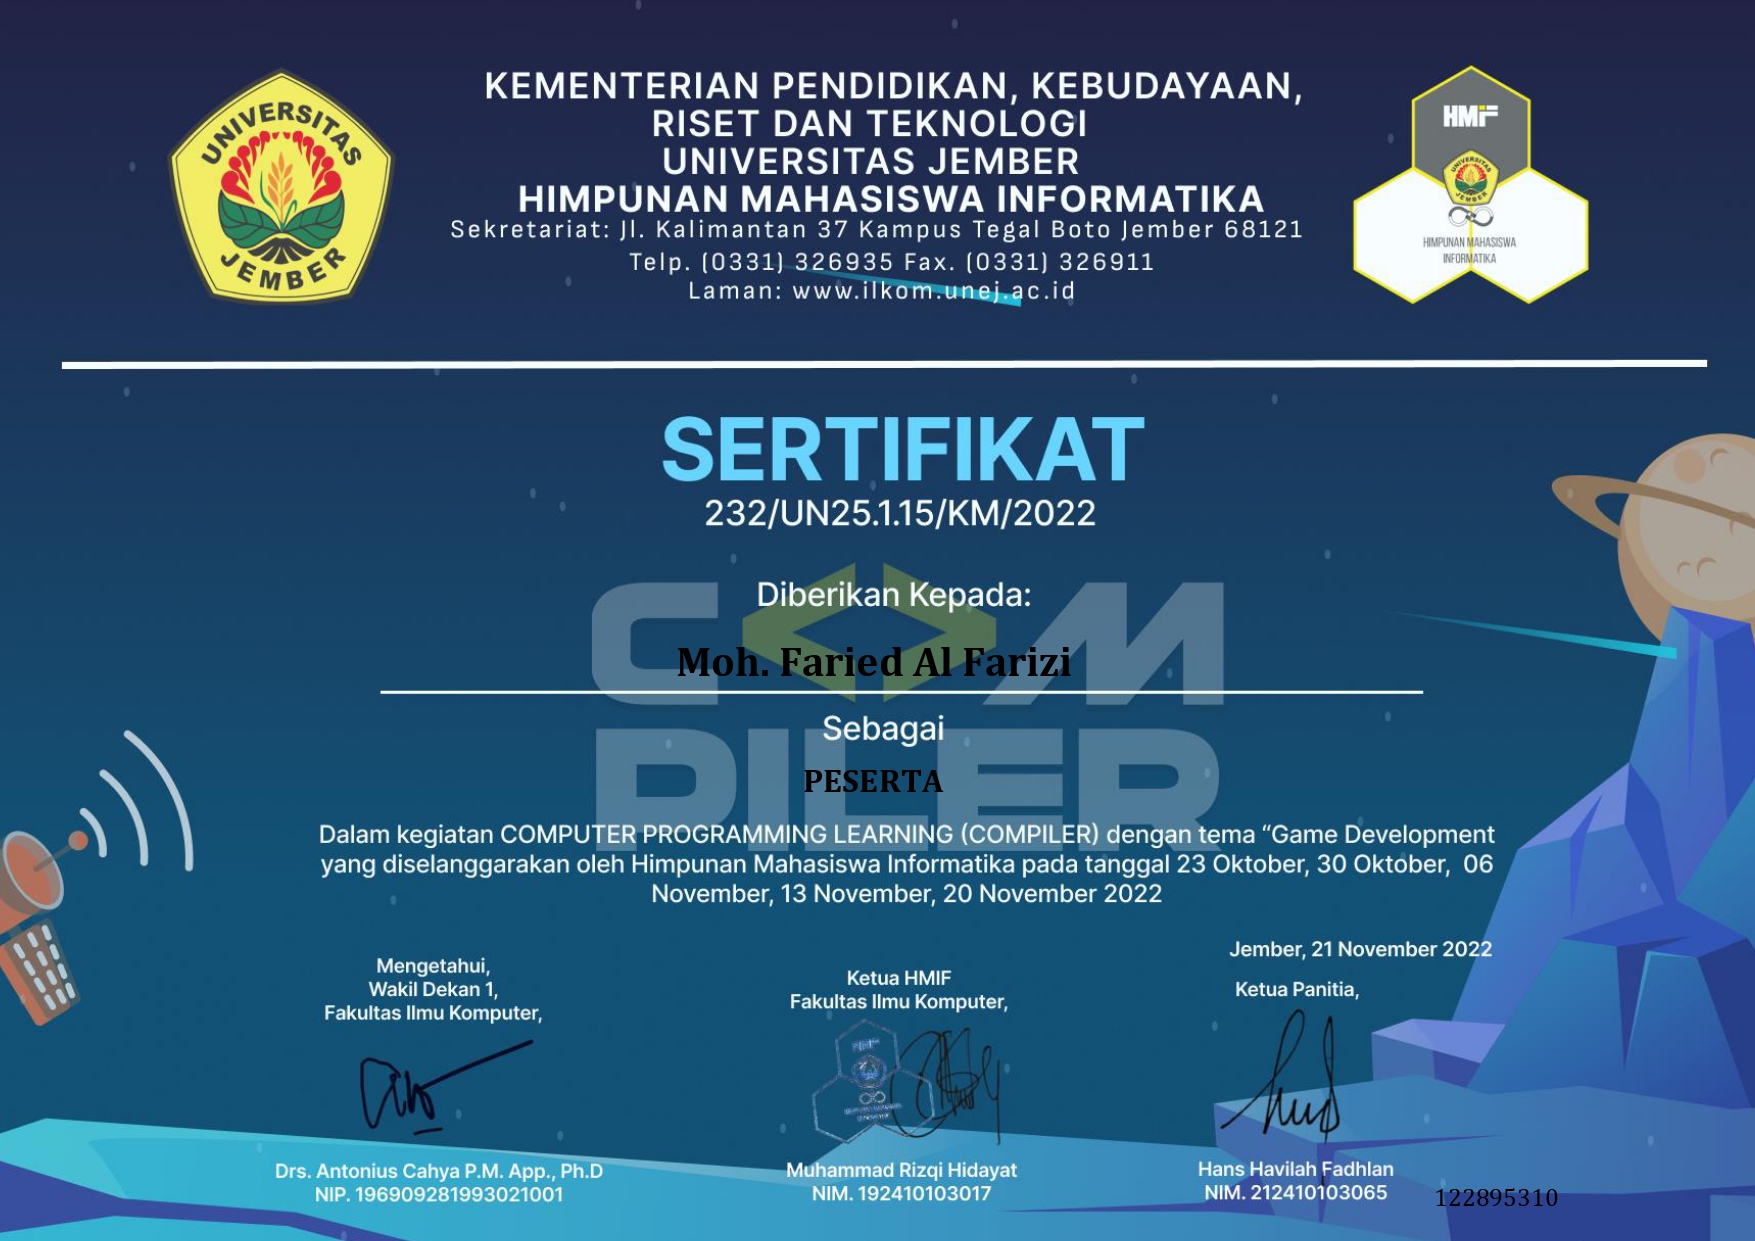 UNIVERSITAS
JEMBER
KEMENTERIAN PENDIDIKAN, KEBUDAYAAN,
RISET DAN TEKNOLOGI
UNIVERSITAS JEMBER
HIMPUNAN MAHASISWA INFORMATIKA
Sekretariat: Jl. Kalimantan 37 Kampus Tegal Boto Jember 68121
Telp. (0331) 326935 Fax. (0331) 326911
Laman: www.ilkom.unej.ac.id
HMIF
UNIVERSITAS
JEMBER
HIMPUNAN MAHASISWA
INFORMATIKA
SERTIFIKAT
232/UN25.1.15/KM/2022
COM
PILER
Diberikan Kepada:
Moh. Faried Al Farizi
Sebagai
PESERTA
Dalam kegiatan COMPUTER PROGRAMMING LEARNING (COMPILER) dengan tema “Game Development
yang diselanggarakan oleh Himpunan Mahasiswa Informatika pada tanggal 23 Oktober, 30 Oktober, 06
November, 13 November, 20 November 2022
Jember, 21 November 2022
Mengetahui,
Wakil Dekan 1,
Fakultas Ilmu Komputer,
Drs. Antonius Cahya P.M. App., Ph.D
NIP. 196909281993021001
Ketua HMIF
Fakultas Ilmu Komputer,
HMIF
Muhammad Rizqi Hidayat
NIM. 192410103017
Ketua Panitia,
Hans Havilah Fadhlan
NIM. 212410103065
122895310